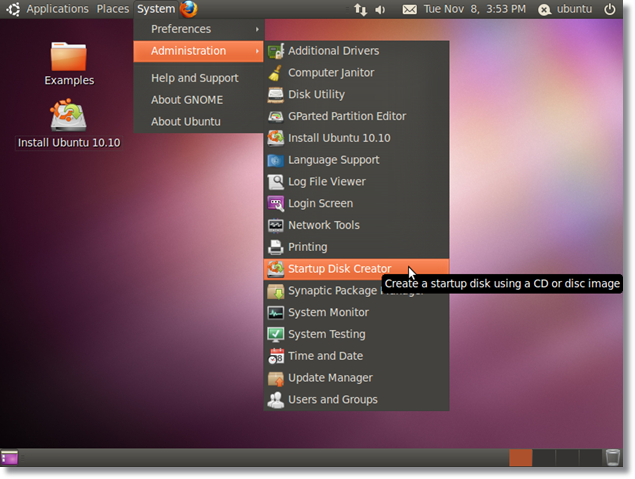 Applications Places System Tue Nov 8, 3:53 PM ubuntu
Preferences
Administration
Help and Support
About GNOME
About Ubuntu
Examples
Install Ubuntu 10.10
Additional Drivers
Computer Janitor
Disk Utility
GParted Partition Editor
Install Ubuntu 10.10
Language Support
Log File Viewer
Login Screen
Network Tools
Printing
Startup Disk Creator
Create a startup disk using a CD or disc image
Synaptic Package Manager
System Monitor
System Testing
Time and Date
Update Manager
Users and Groups